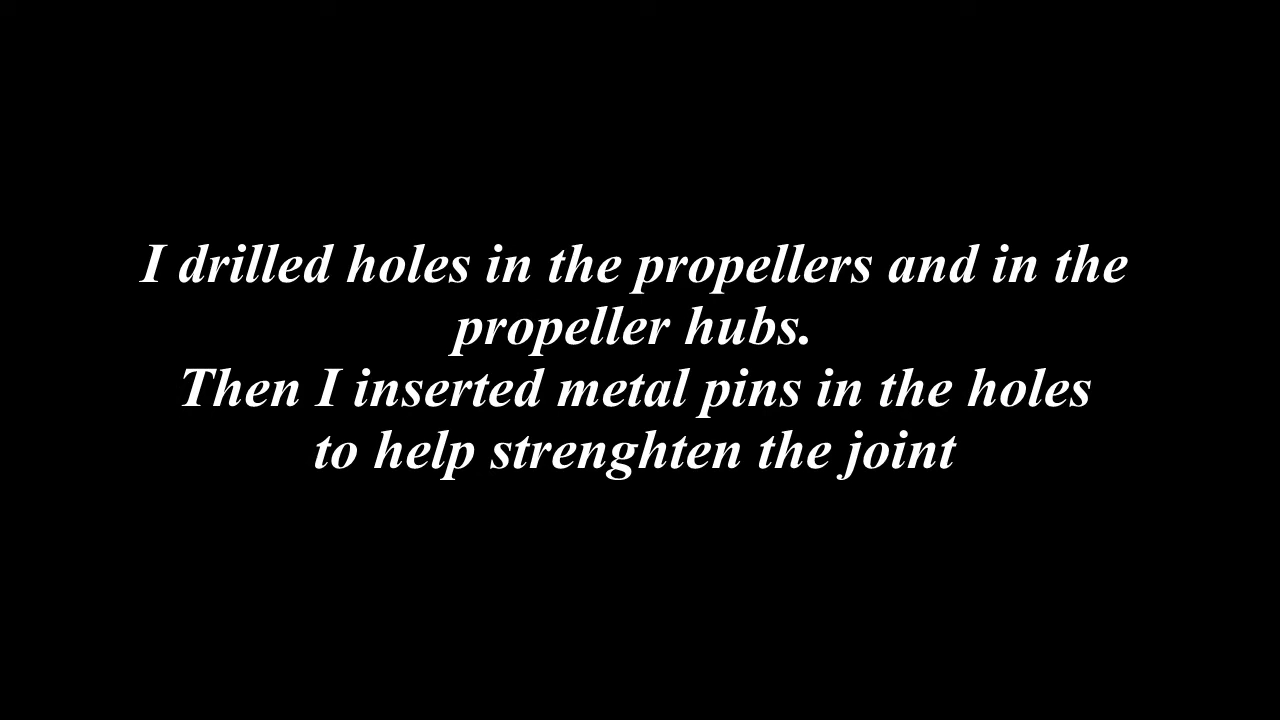 I drilled holes in the propellers and in the
propeller hubs.
Then I inserted metal pins in the holes
to help strenghten the joint